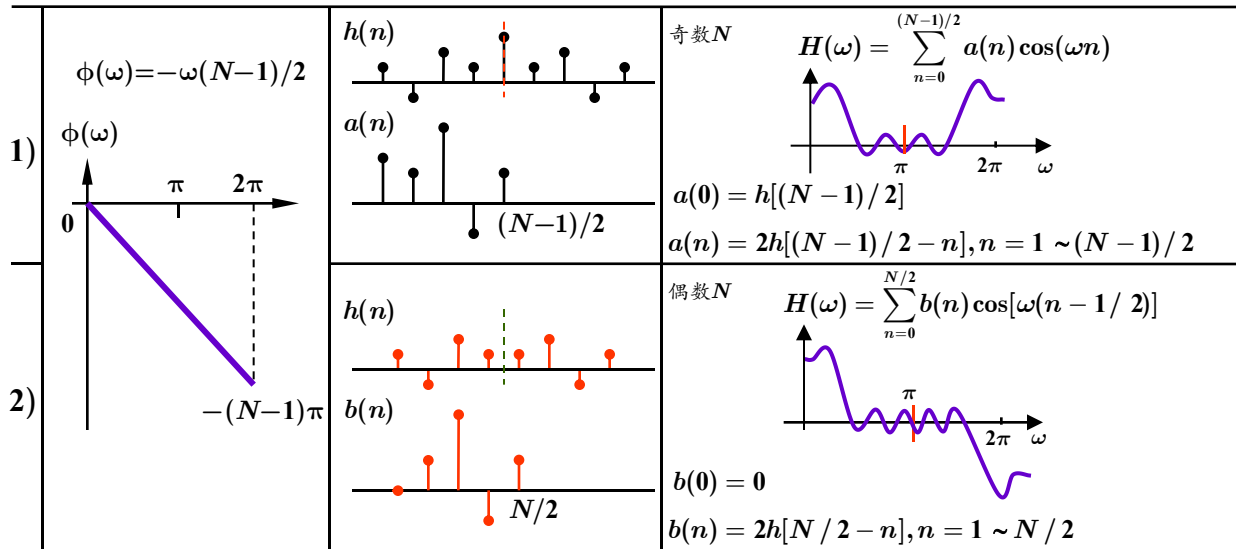 1)
ϕ(ω)=−ω(N−1)/2
ϕ(ω)
0
π
2π
−(N−1)π
h(n)
a(n)
(N−1)/2
奇数N
H(ω) = ∑_{n=0}^{(N−1)/2} a(n)cos(ωn)
π
2π
ω
a(0) = h[(N − 1)/2]
a(n) = 2h[(N − 1)/2 − n], n = 1 ~ (N − 1)/2
2)
h(n)
b(n)
N/2
偶数N
H(ω) = ∑_{n=0}^{N/2} b(n)cos[ω(n − 1/2)]
π
2π
ω
b(0) = 0
b(n) = 2h[N/2 − n], n = 1 ~ N/2